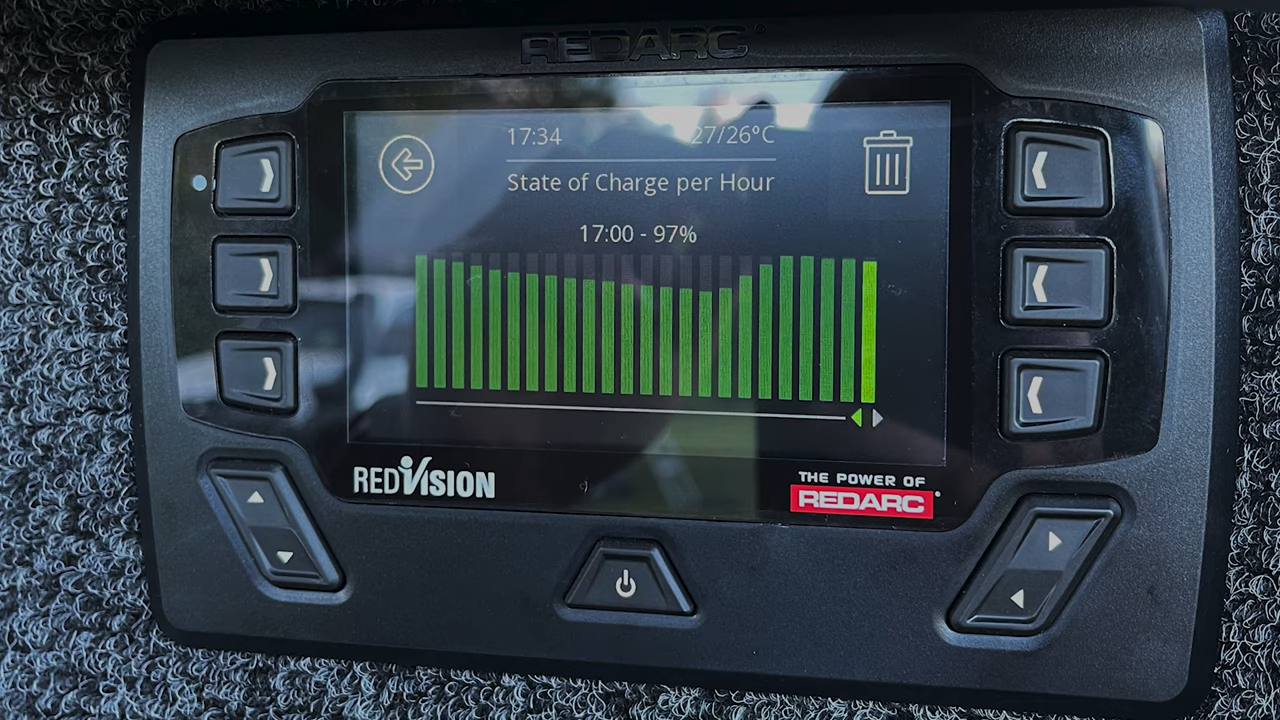 REDARC
17:34 27/26°C
State of Charge per Hour
17:00 - 97%
REDVISION
THE POWER OF
REDARC